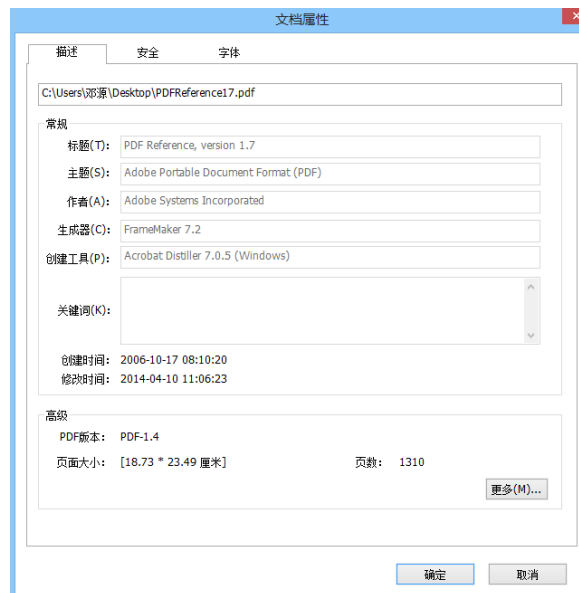 文档属性
描述 安全 字体
C:\Users\邓源\Desktop\PDFReference17.pdf
常规
标题(T): PDF Reference, version 1.7
主题(S): Adobe Portable Document Format (PDF)
作者(A): Adobe Systems Incorporated
生成器(C): FrameMaker 7.2
创建工具(P): Acrobat Distiller 7.0.5 (Windows)
关键词(K):
创建时间: 2006-10-17 08:10:20
修改时间: 2014-04-10 11:06:23
高级
PDF版本: PDF-1.4
页面大小: [18.73 * 23.49 厘米] 页数: 1310
更多(M)...
确定 取消